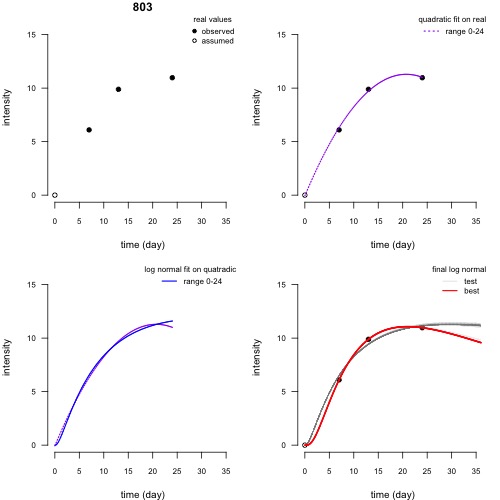 803
real values
observed
assumed
intensity
15
10
5
0
0 5 10 15 20 25 30 35
time (day)
quadratic fit on real
range 0-24
intensity
15
10
5
0
0 5 10 15 20 25 30 35
time (day)
log normal fit on quatradic
range 0-24
intensity
15
10
5
0
0 5 10 15 20 25 30 35
time (day)
final log normal
test
best
intensity
15
10
5
0
0 5 10 15 20 25 30 35
time (day)